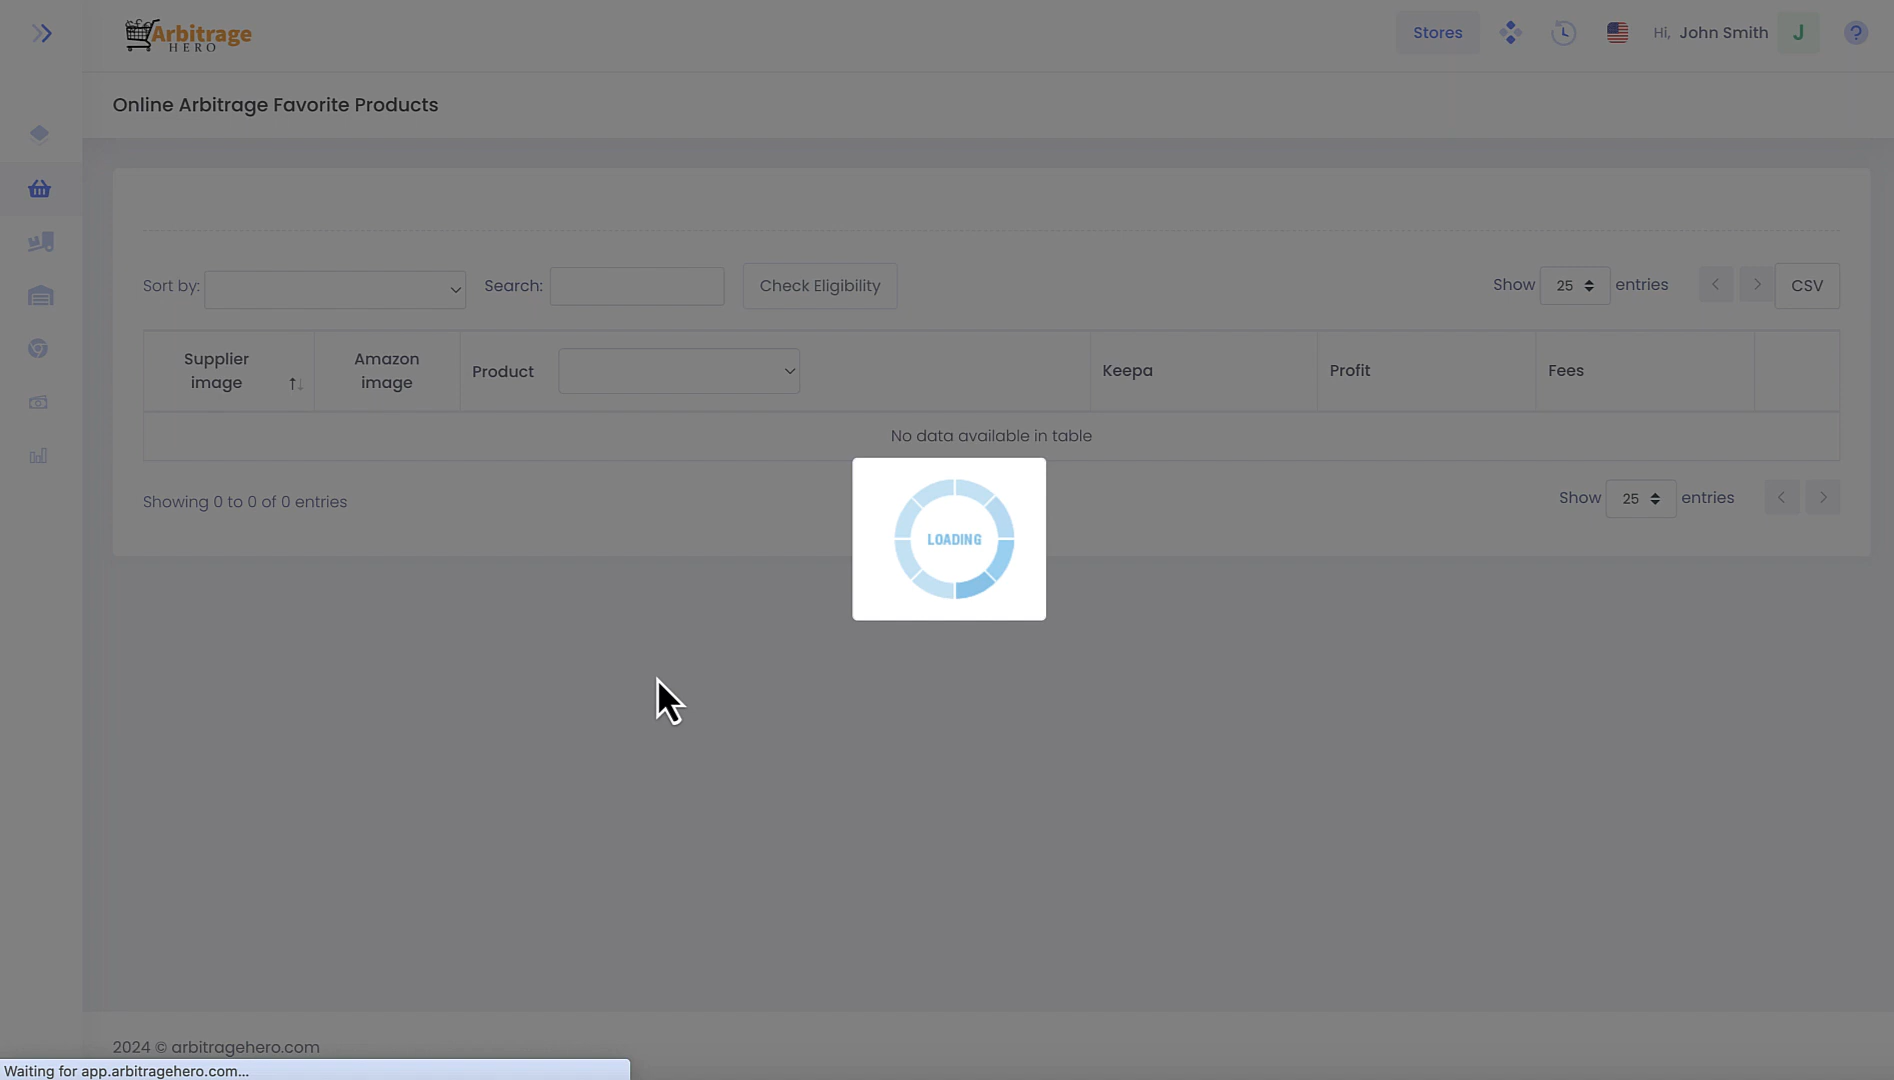 Arbitrage
HERO
Stores
Hi, John Smith
J
?
Online Arbitrage Favorite Products
Sort by:
Search:
Check Eligibility
Show 25 entries
CSV
Supplier
image
Amazon
image
Product
Keepa
Profit
Fees
No data available in table
LOADING
Showing 0 to 0 of 0 entries
Show 25 entries
2024 © arbitragehero.com
Waiting for app.arbitragehero.com...